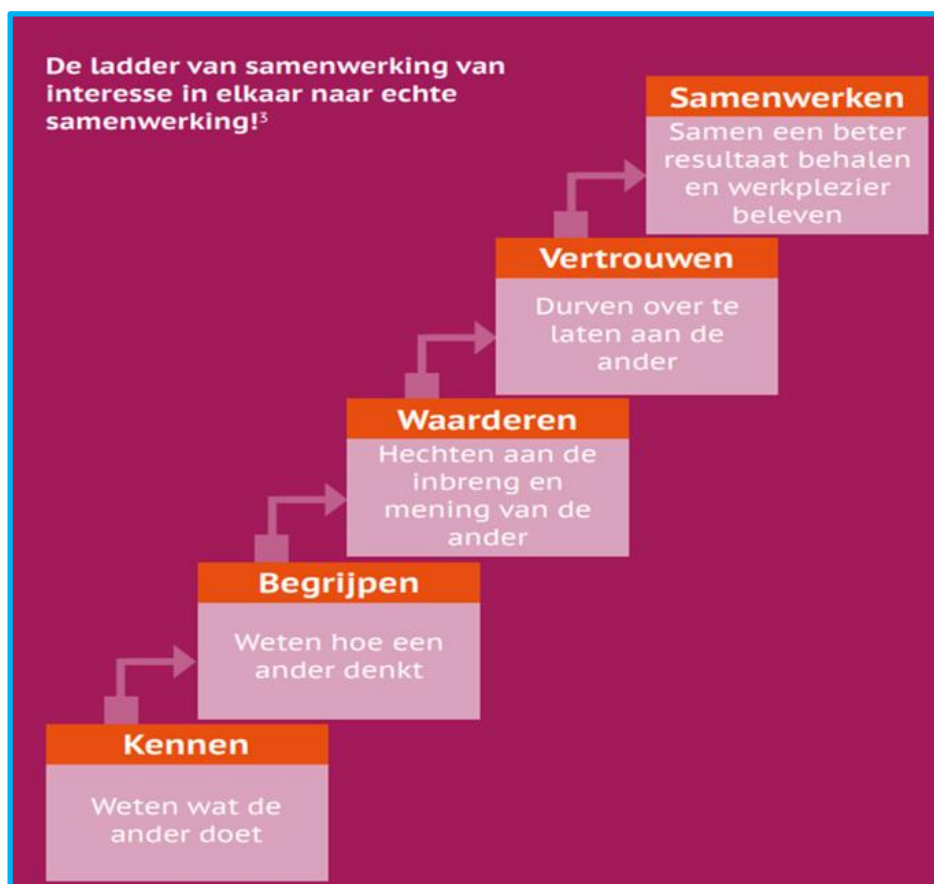 De ladder van samenwerking van
interesse in elkaar naar echte
samenwerking!³
Samenwerken
Samen een beter
resultaat behalen
en werkplezier
beleven
Vertrouwen
Durven over te
laten aan de
ander
Waarderen
Hechten aan de
inbreng en
mening van de
ander
Begrijpen
Weten hoe een
ander denkt
Kennen
Weten wat de
ander doet